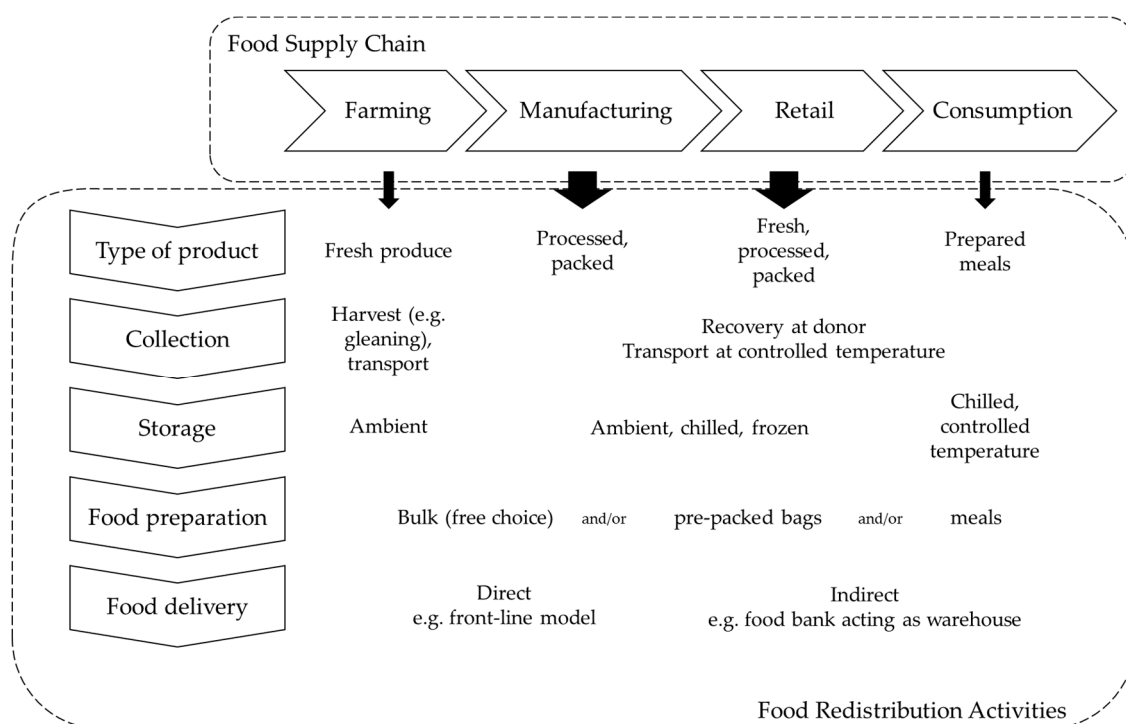 Food Supply Chain
Farming
Manufacturing
Retail
Consumption
Type of product
Fresh produce
Processed,
packed
Fresh,
processed,
packed
Prepared
meals
Collection
Harvest (e.g.
gleaning),
transport
Recovery at donor
Transport at controlled temperature
Storage
Ambient
Ambient, chilled, frozen
Chilled,
controlled
temperature
Food preparation
Bulk (free choice) and/or pre-packed bags and/or meals
Food delivery
Direct
e.g. front-line model
Indirect
e.g. food bank acting as warehouse
Food Redistribution Activities